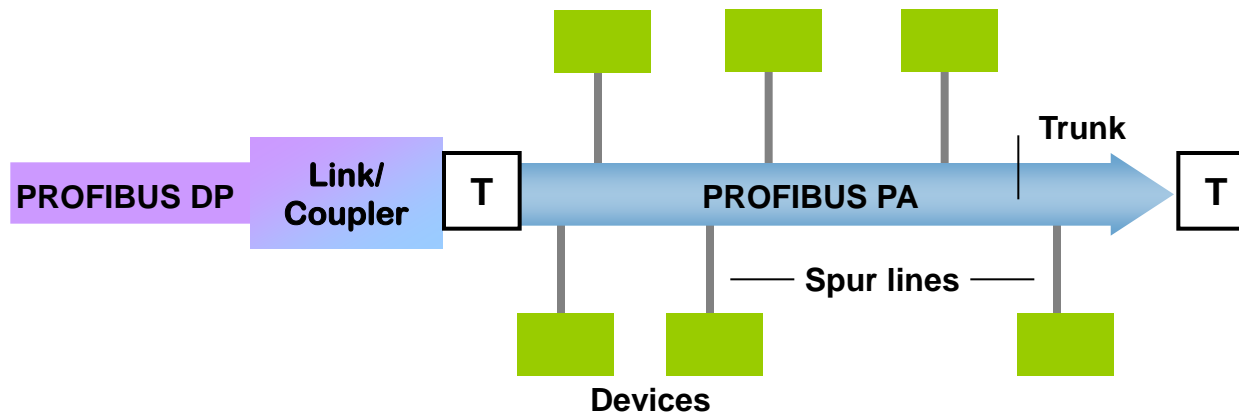 Trunk
PROFIBUS DP
Link/
Coupler
T
PROFIBUS PA
T
Spur lines
Devices